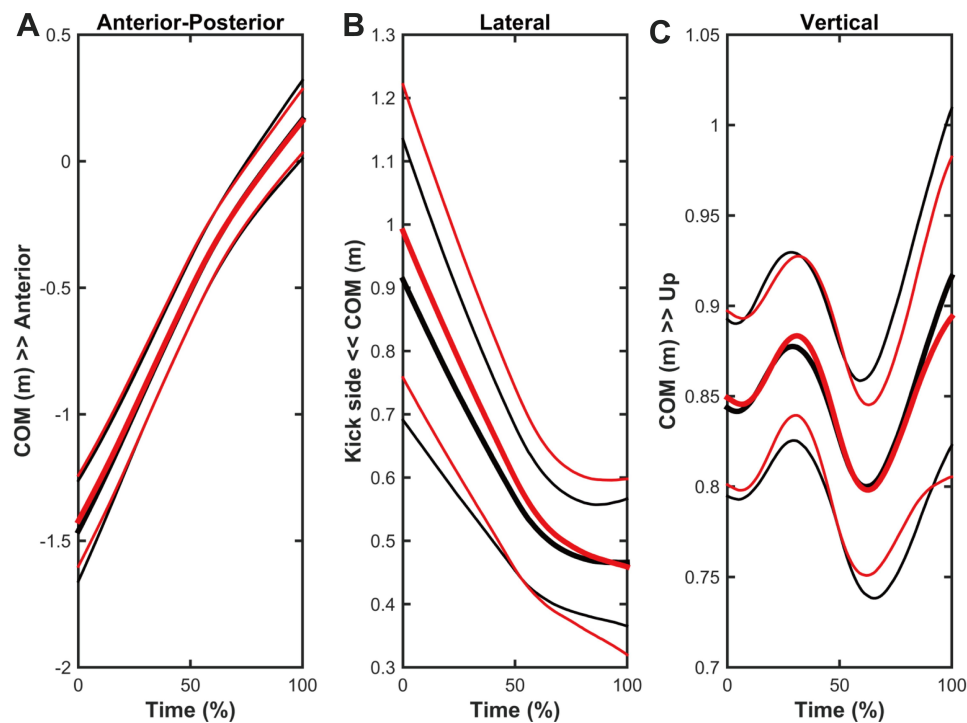 A
Anterior-Posterior
COM (m) >> Anterior
0.5
0
-0.5
-1
-1.5
-2
0
50
100
Time (%)
B
Lateral
Kick side << COM (m)
1.3
1.2
1.1
1
0.9
0.8
0.7
0.6
0.5
0.4
0.3
0
50
100
Time (%)
C
Vertical
COM (m) >> Up
1.05
1
0.95
0.9
0.85
0.8
0.75
0.7
0
50
100
Time (%)